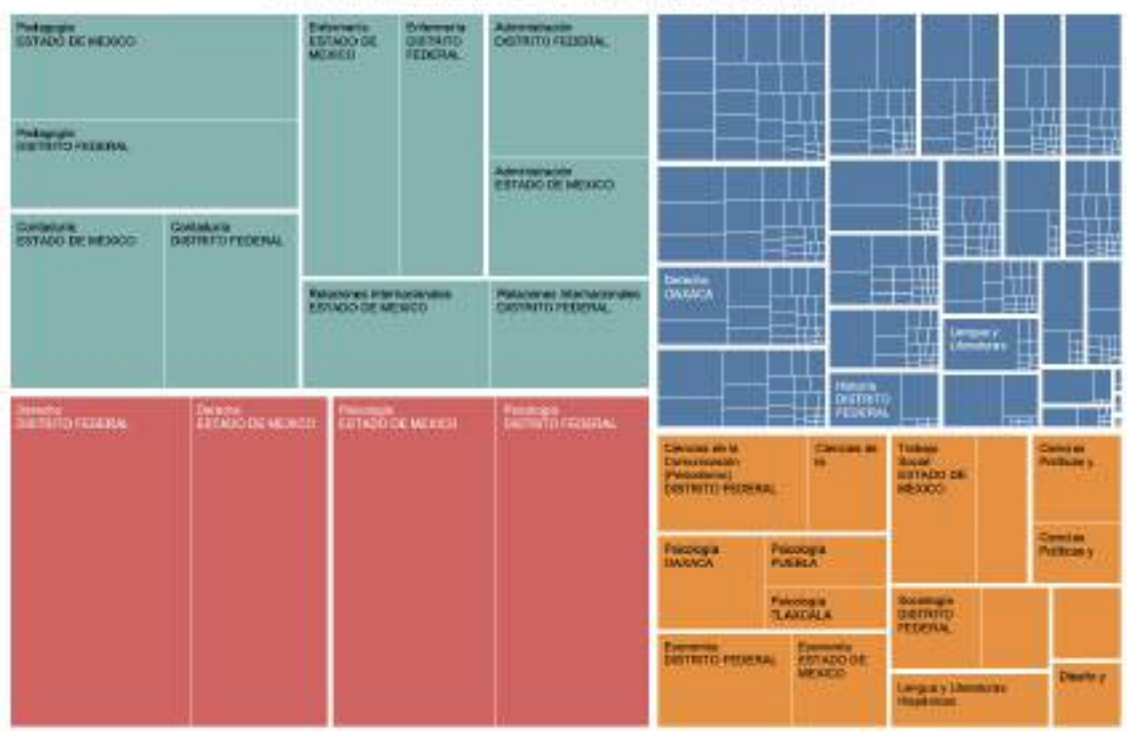 Pedagogía
ESTADO DE MEXICO
Pedagogía
DISTRITO FEDERAL
Contaduría
ESTADO DE MEXICO
Contaduría
DISTRITO FEDERAL
Enfermería
ESTADO DE
MEXICO
Enfermería
DISTRITO
FEDERAL
Administración
DISTRITO FEDERAL
Administración
ESTADO DE MEXICO
Relaciones Internacionales
ESTADO DE MEXICO
Relaciones Internacionales
DISTRITO FEDERAL
Derecho
DISTRITO FEDERAL
Derecho
ESTADO DE MEXICO
Psicología
ESTADO DE MEXICO
Psicología
DISTRITO FEDERAL
Derecho
OAXACA
Lengua y
Literaturas
Historia
DISTRITO
FEDERAL
Ciencias de la
Comunicación
(Periodismo)
DISTRITO FEDERAL
Ciencias de
la
Trabajo
Social
ESTADO DE
MEXICO
Ciencias
Políticas y
Ciencias
Políticas y
Psicología
OAXACA
Psicología
PUEBLA
Psicología
TLAXCALA
Sociología
DISTRITO
FEDERAL
Economía
DISTRITO FEDERAL
Economía
ESTADO DE
MEXICO
Lengua y Literaturas
Hispánicas
Diseño y